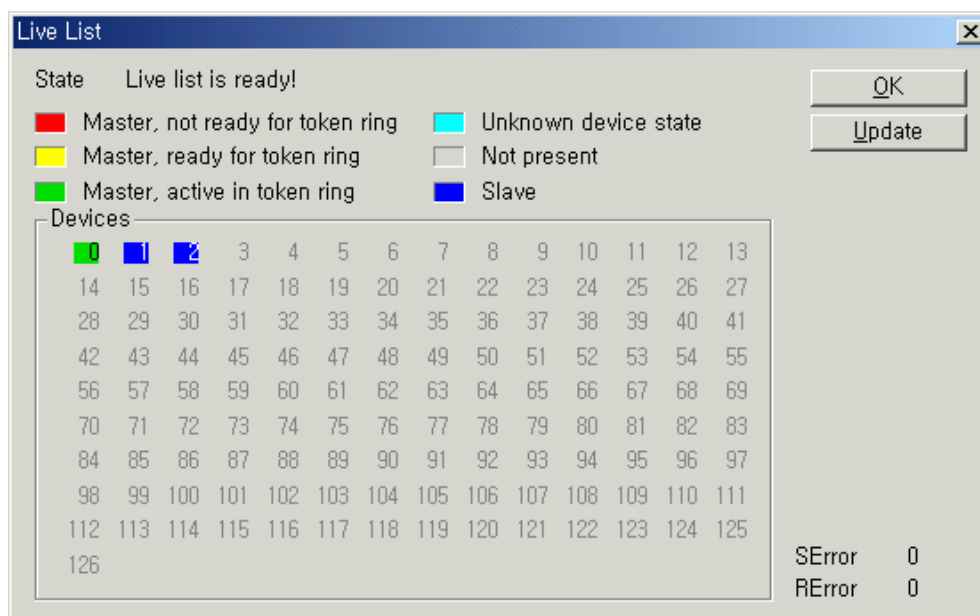 Live List
State Live list is ready!
OK
Master, not ready for token ring Unknown device state
Update
Master, ready for token ring Not present
Master, active in token ring Slave
Devices
0 1 2 3 4 5 6 7 8 9 10 11 12 13
14 15 16 17 18 19 20 21 22 23 24 25 26 27
28 29 30 31 32 33 34 35 36 37 38 39 40 41
42 43 44 45 46 47 48 49 50 51 52 53 54 55
56 57 58 59 60 61 62 63 64 65 66 67 68 69
70 71 72 73 74 75 76 77 78 79 80 81 82 83
84 85 86 87 88 89 90 91 92 93 94 95 96 97
98 99 100 101 102 103 104 105 106 107 108 109 110 111
112 113 114 115 116 117 118 119 120 121 122 123 124 125
126
SError 0
RError 0